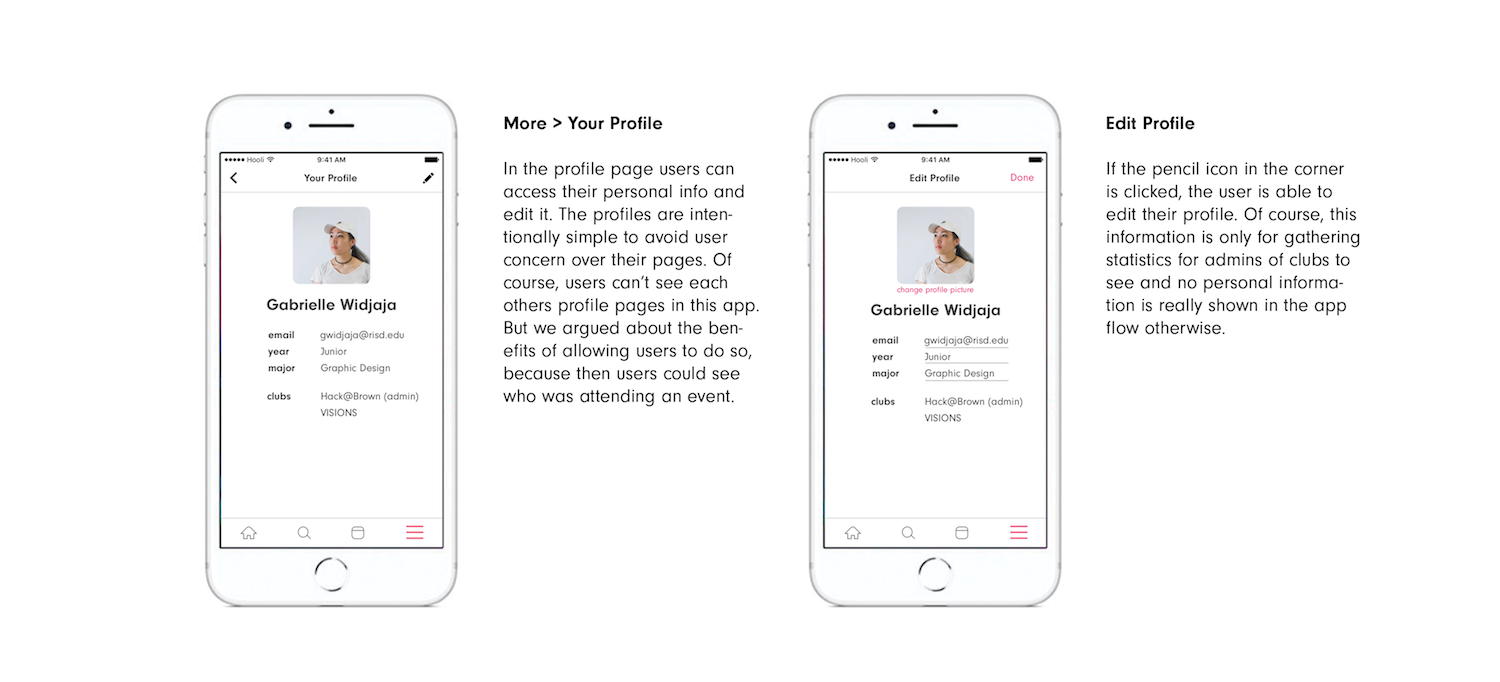 More > Your Profile
In the profile page users can
access their personal info and
edit it. The profiles are inten-
tionally simple to avoid user
concern over their pages. Of
course, users can't see each
others profile pages in this app.
But we argued about the ben-
efits of allowing users to do so,
because then users could see
who was attending an event.
Hooli 9:41 AM
Your Profile
Gabrielle Widjaja
email gwidjaja@risd.edu
year Junior
major Graphic Design
clubs Hack@Brown (admin)
VISIONS
Edit Profile
If the pencil icon in the corner
is clicked, the user is able to
edit their profile. Of course, this
information is only for gathering
statistics for admins of clubs to
see and no personal informa-
tion is really shown in the app
flow otherwise.
Hooli 9:41 AM
Edit Profile Done
change profile picture
Gabrielle Widjaja
email gwidjaja@risd.edu
year Junior
major Graphic Design
clubs Hack@Brown (admin)
VISIONS